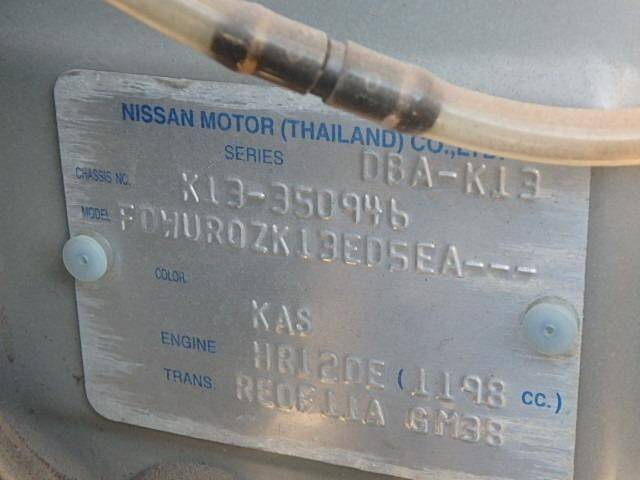 NISSAN MOTOR (THAILAND) CO.,LTD.
SERIES DBA-K13
CHASSIS NO. K13-350946
MODEL FDWURQZK13EDSEA---
COLOR KAS
ENGINE HR12DE (1198 CC.)
TRANS. RE0F11A GM38